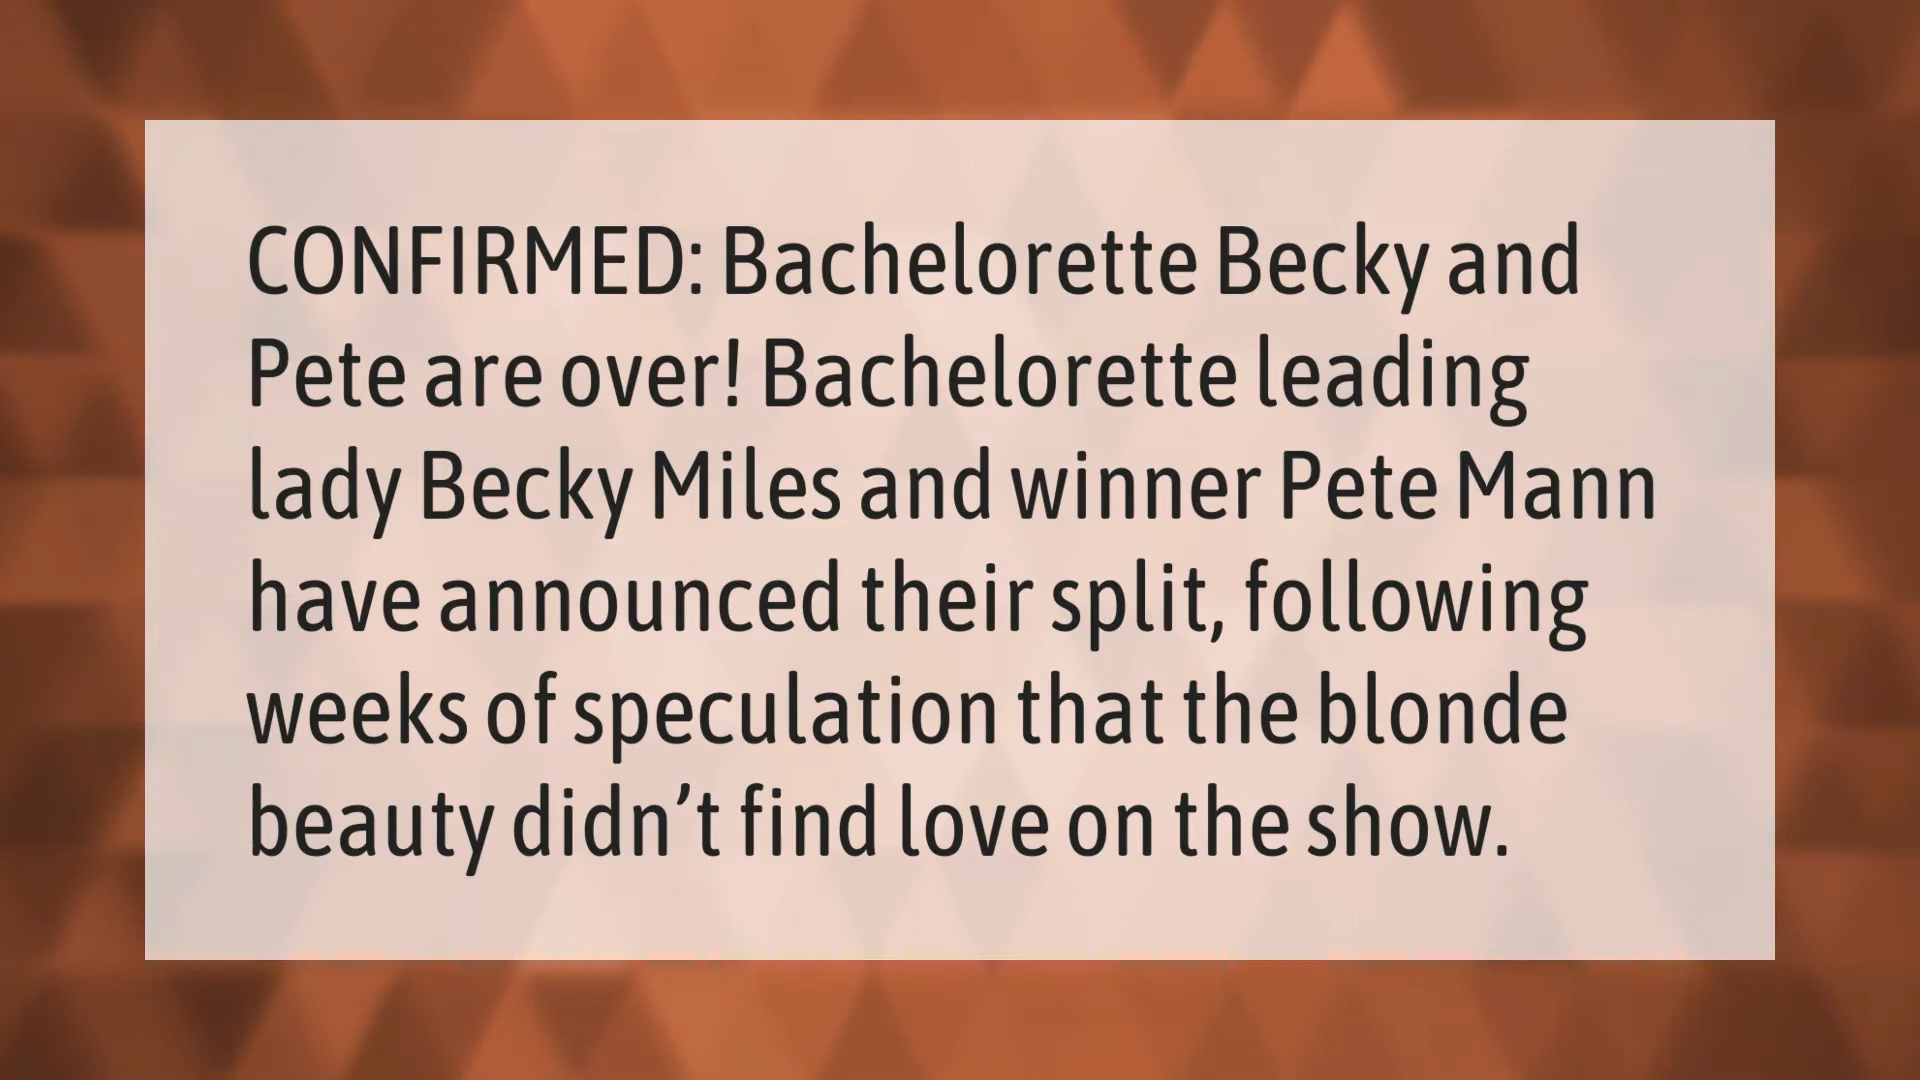 CONFIRMED: Bachelorette Becky and
Pete are over! Bachelorette leading
lady Becky Miles and winner Pete Mann
have announced their split, following
weeks of speculation that the blonde
beauty didn’t find love on the show.